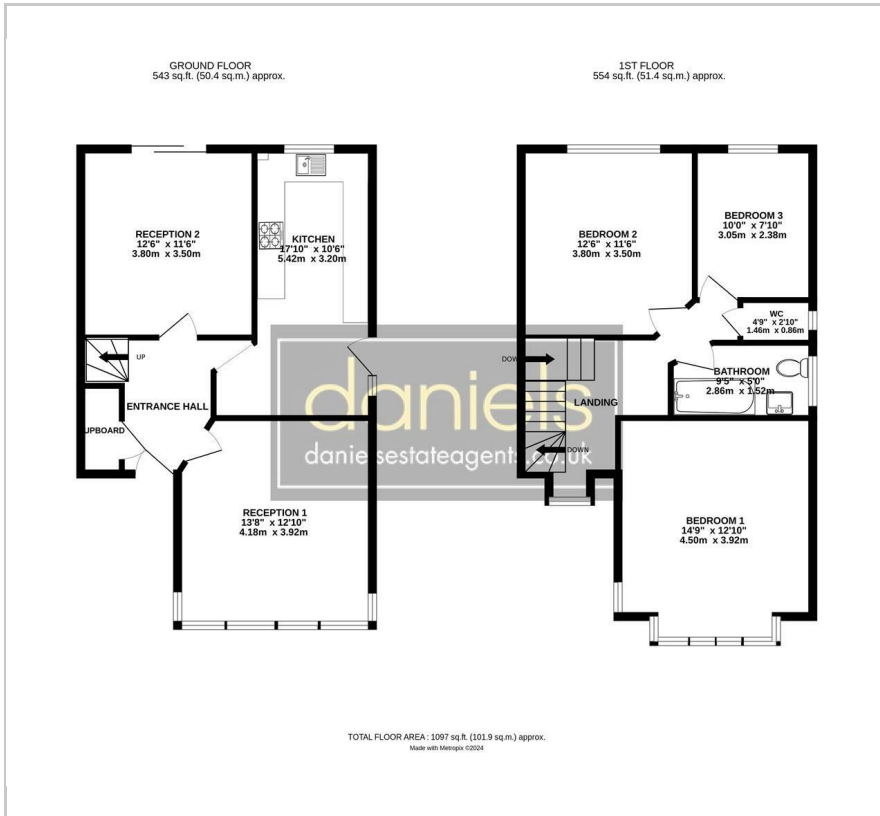 GROUND FLOOR
543 sq.ft. (50.4 sq.m.) approx.
1ST FLOOR
554 sq.ft. (51.4 sq.m.) approx.
RECEPTION 2
12'6" x 11'6"
3.80m x 3.50m
KITCHEN
17'10" x 10'6"
5.42m x 3.20m
UP
ENTRANCE HALL
UPBOARD
RECEPTION 1
13'8" x 12'10"
4.18m x 3.92m
BEDROOM 2
12'6" x 11'6"
3.80m x 3.50m
BEDROOM 3
10'0" x 7'10"
3.05m x 2.38m
WC
4'9" x 2'10"
1.46m x 0.86m
BATHROOM
9'5" x 5'0"
2.86m x 1.52m
DOW
LANDING
DOWN
BEDROOM 1
14'9" x 12'10"
4.50m x 3.92m
daniels
danielsestateagents.co.uk
TOTAL FLOOR AREA : 1097 sq.ft. (101.9 sq.m.) approx.
Made with Metropix ©2024